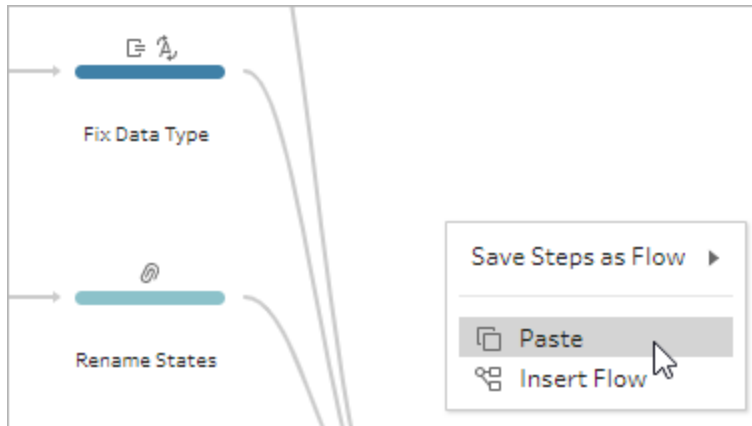 Fix Data Type
Rename States
Save Steps as Flow
Paste
Insert Flow